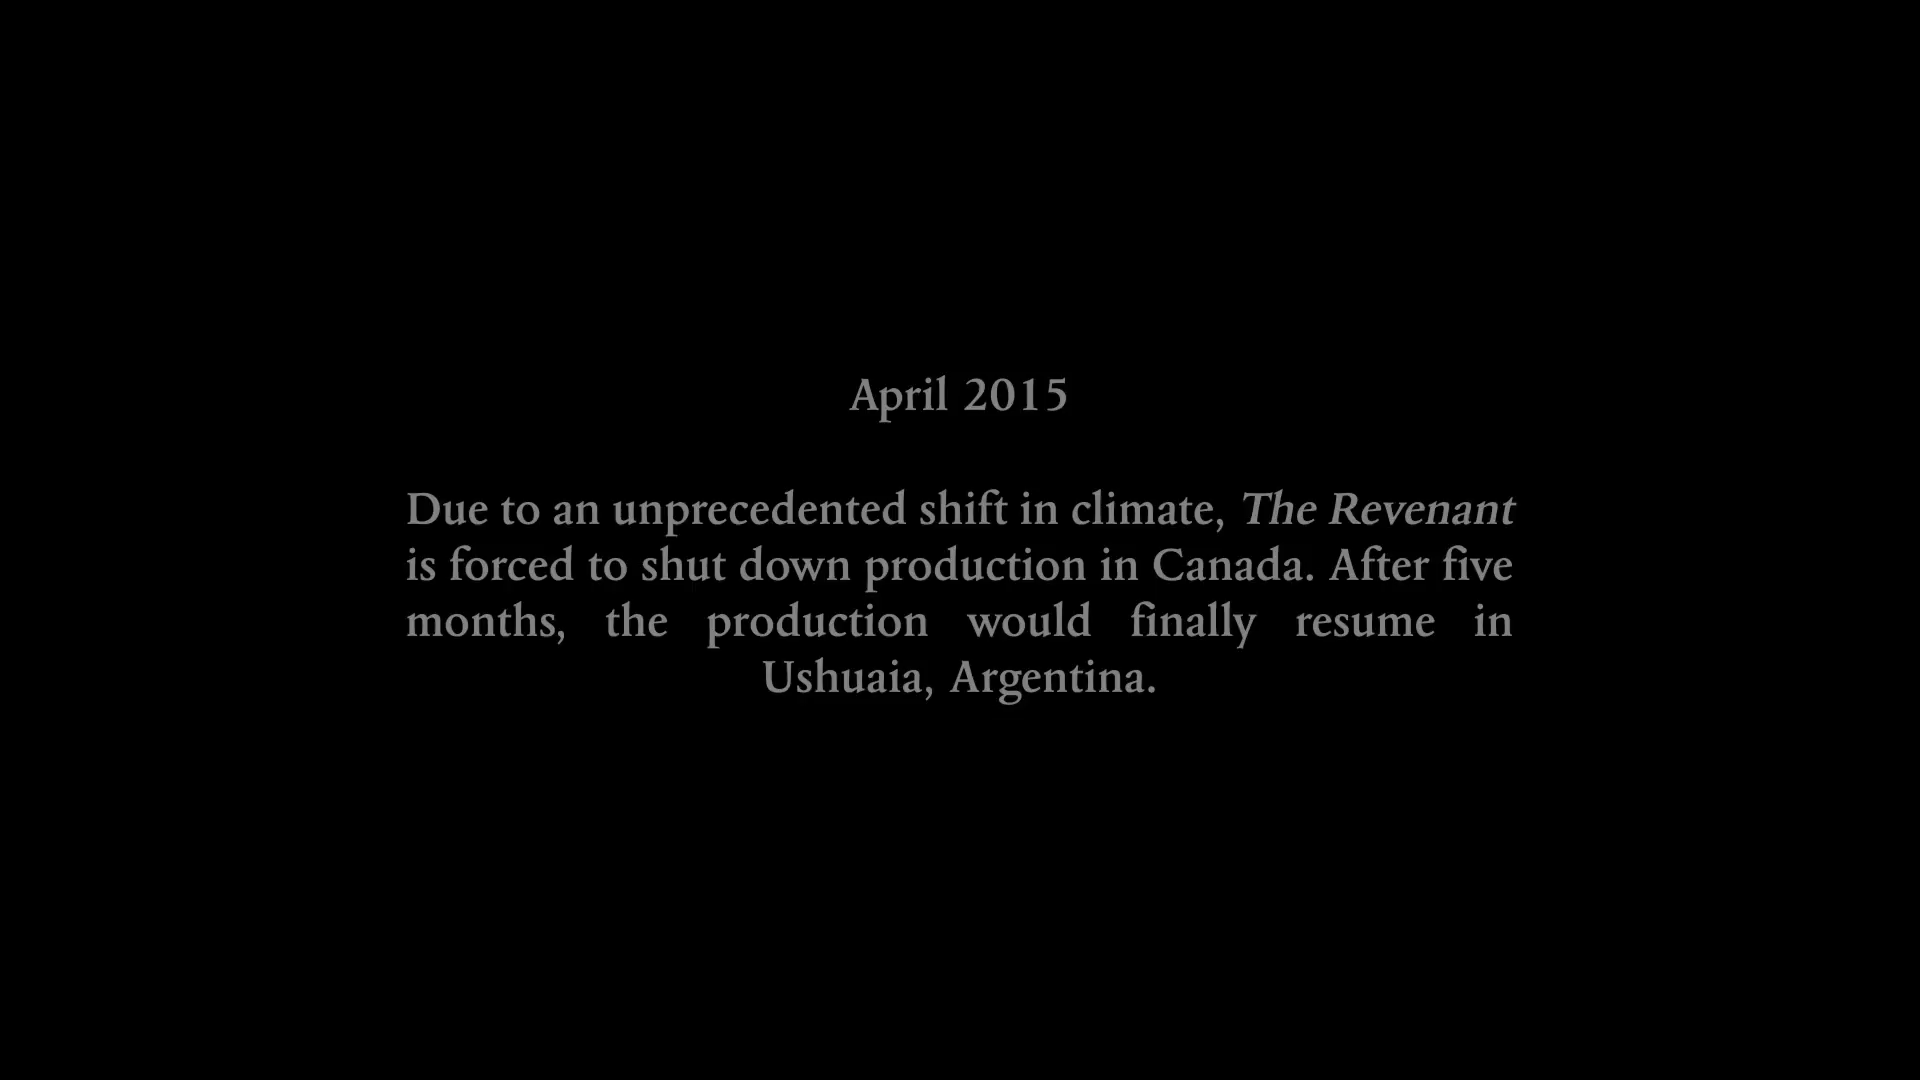 April 2015
Due to an unprecedented shift in climate, The Revenant
is forced to shut down production in Canada. After five
months, the production would finally resume in
Ushuaia, Argentina.